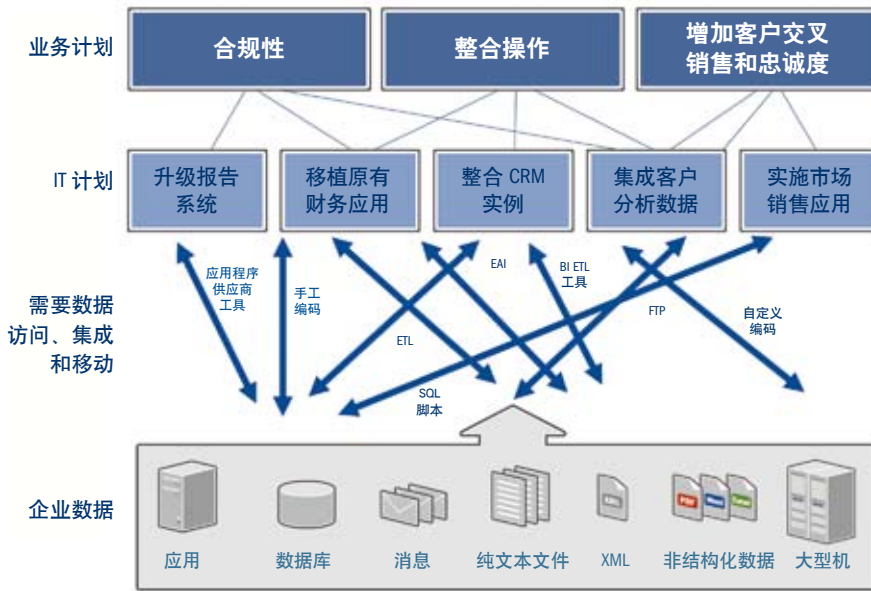 业务计划
合规性
整合操作
增加客户交叉
销售和忠诚度
IT 计划
升级报告
系统
移植原有
财务应用
整合 CRM
实例
集成客户
分析数据
实施市场
销售应用
需要数据
访问、集成
和移动
应用程序
供应商
工具
手工
编码
ETL
EAI
BI ETL
工具
FTP
自定义
编码
SQL
脚本
企业数据
应用
数据库
消息
纯文本文件
XML
非结构化数据
大型机